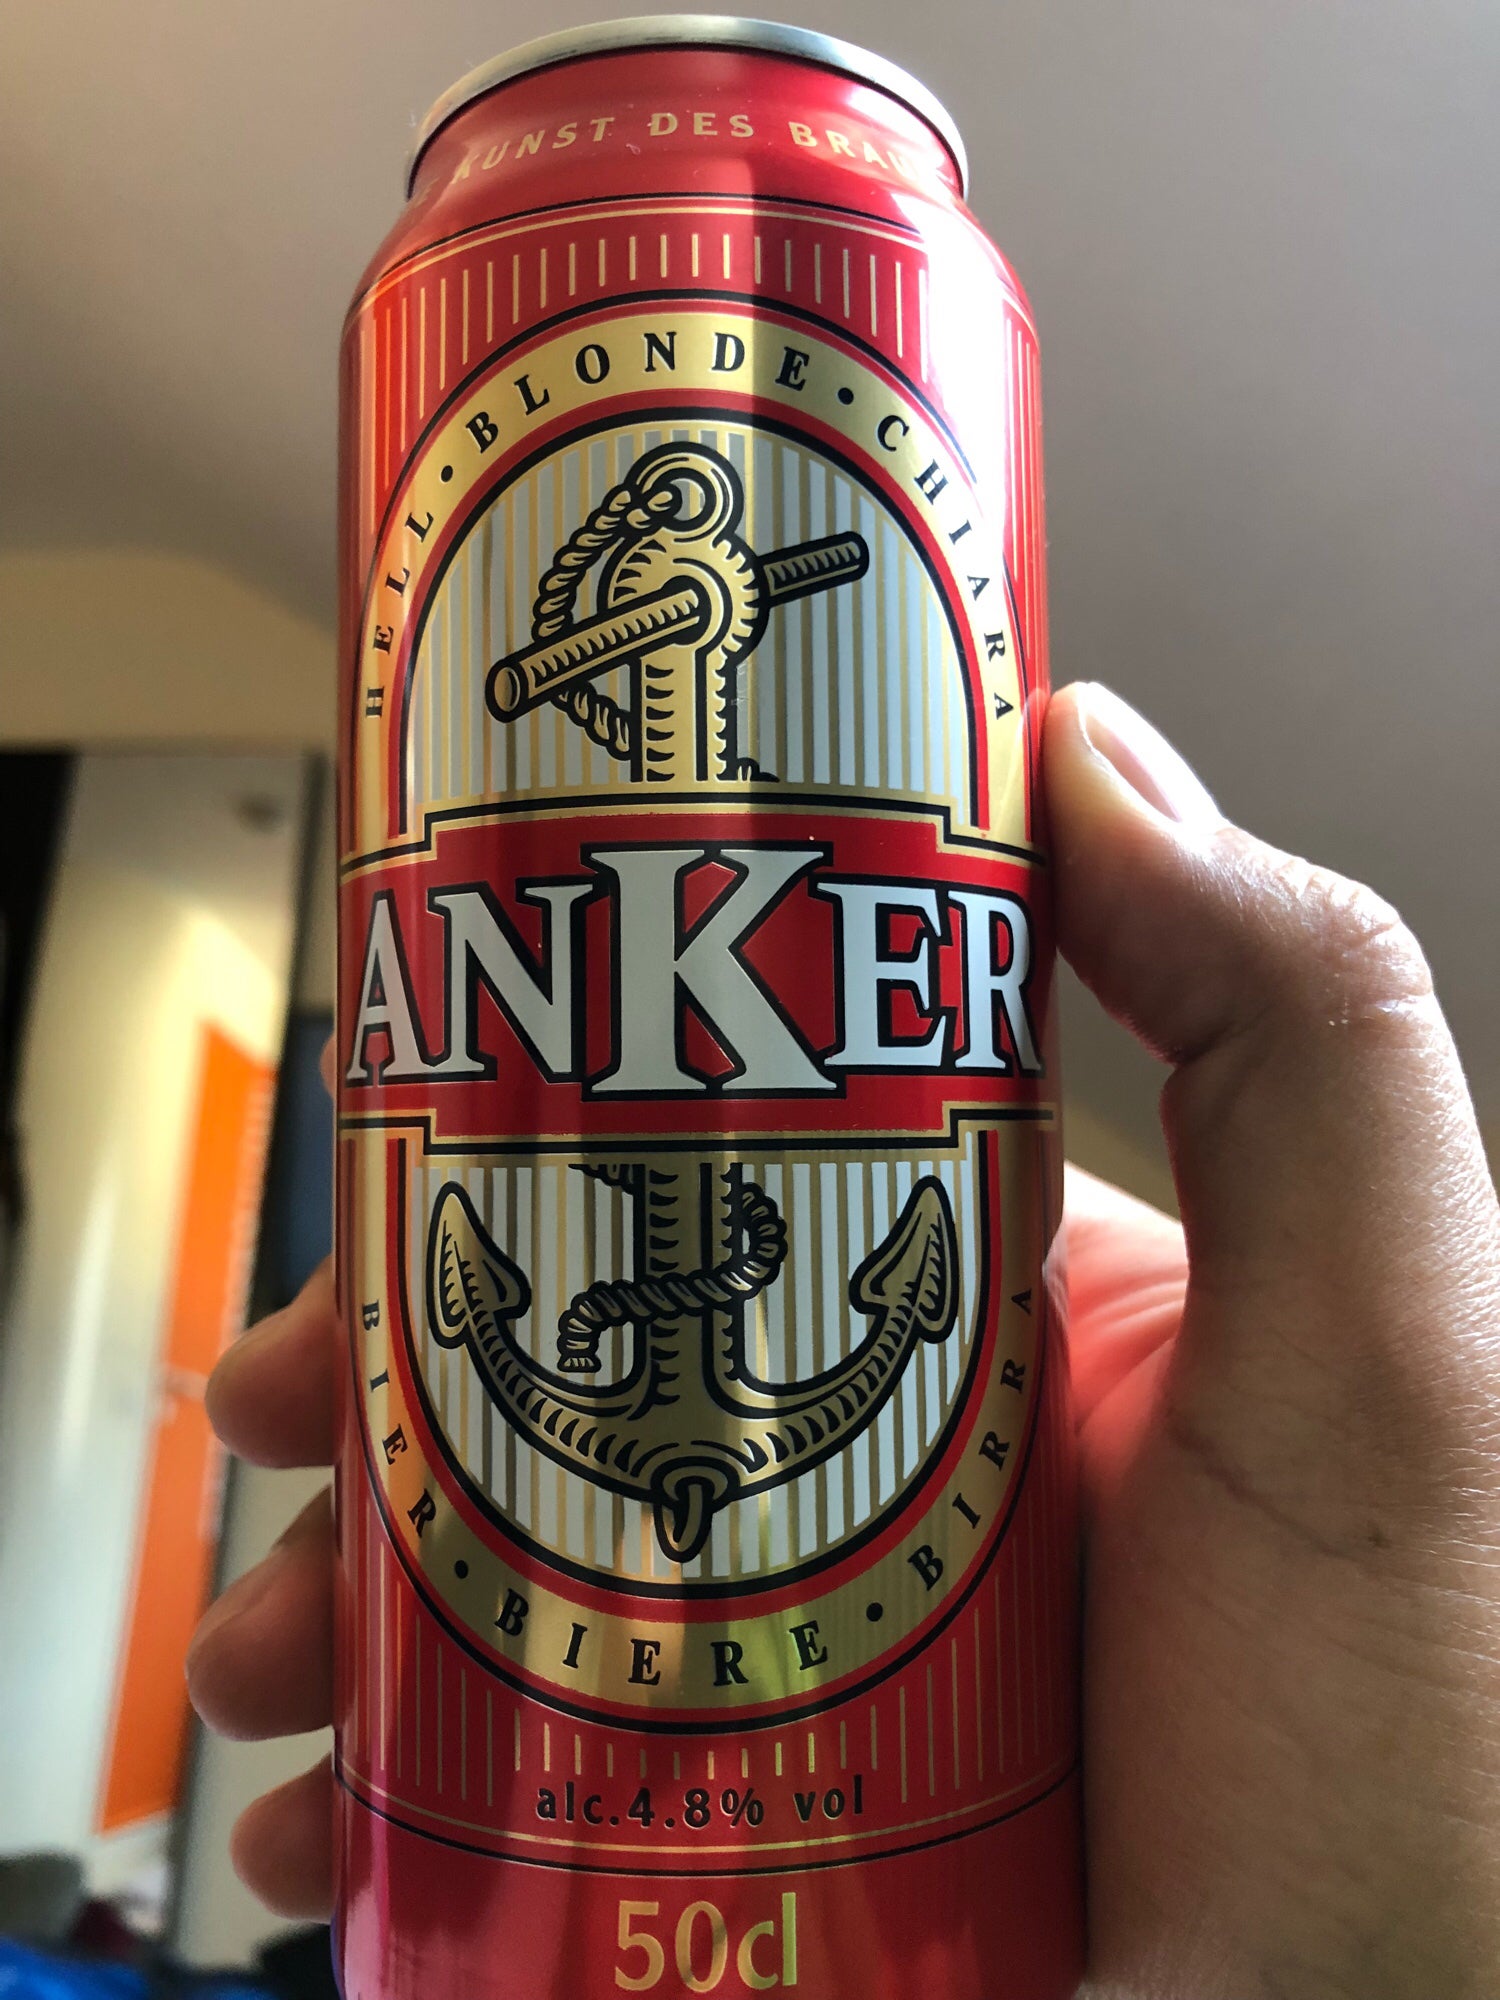 KUNST DES
HELL • BLONDE • CHIARA
ANKER
BIER • BIERE • BIRRA
alc.4.8% vol
50cl